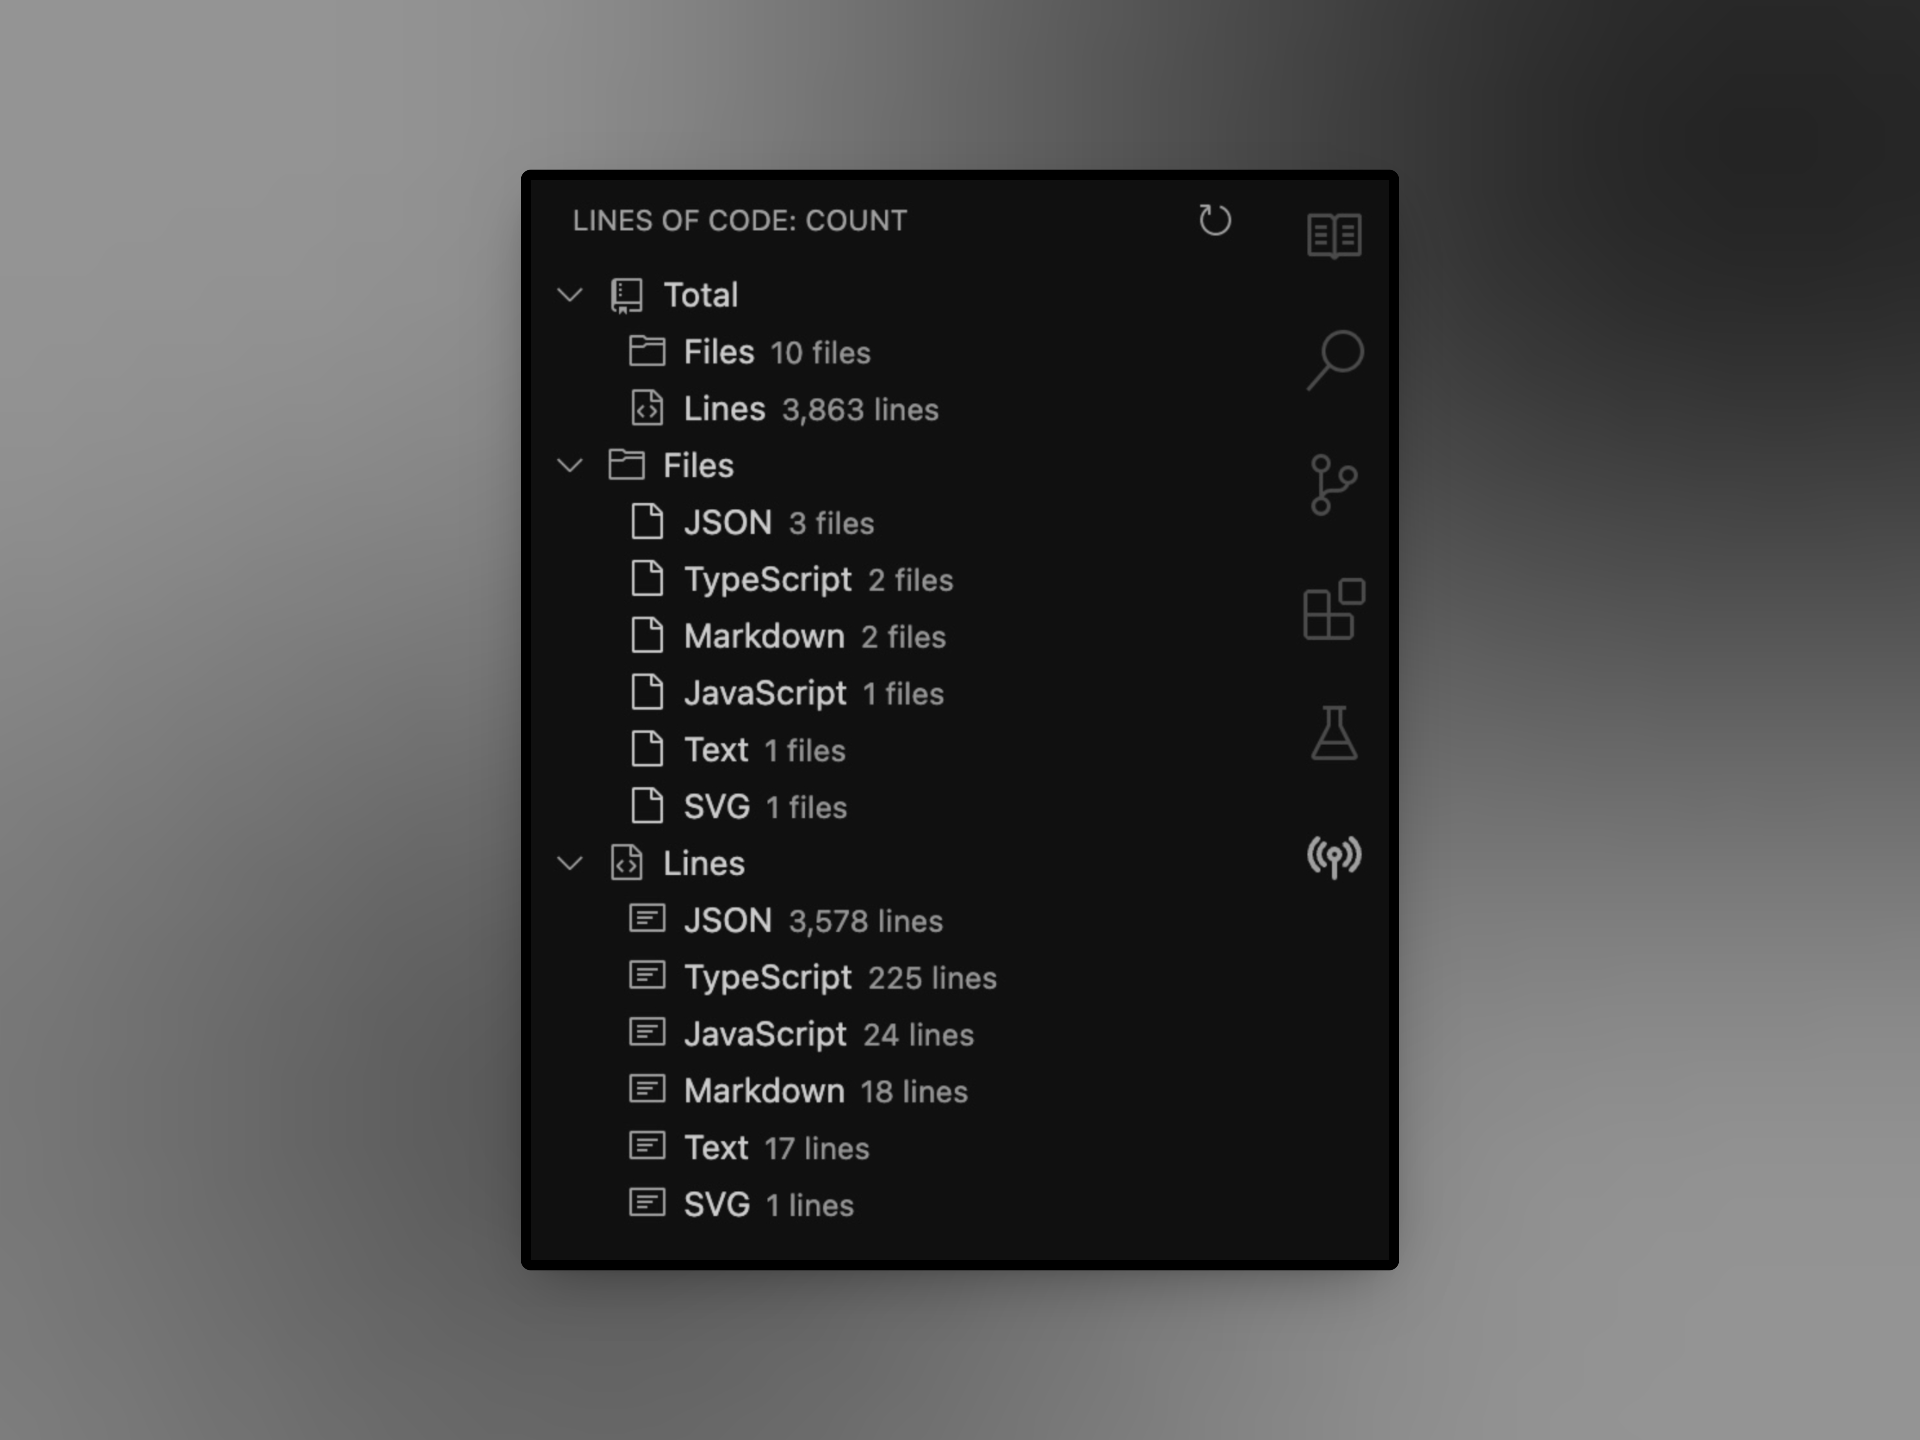 LINES OF CODE: COUNT
Total
Files 10 files
Lines 3,863 lines
Files
JSON 3 files
TypeScript 2 files
Markdown 2 files
JavaScript 1 files
Text 1 files
SVG 1 files
Lines
JSON 3,578 lines
TypeScript 225 lines
JavaScript 24 lines
Markdown 18 lines
Text 17 lines
SVG 1 lines